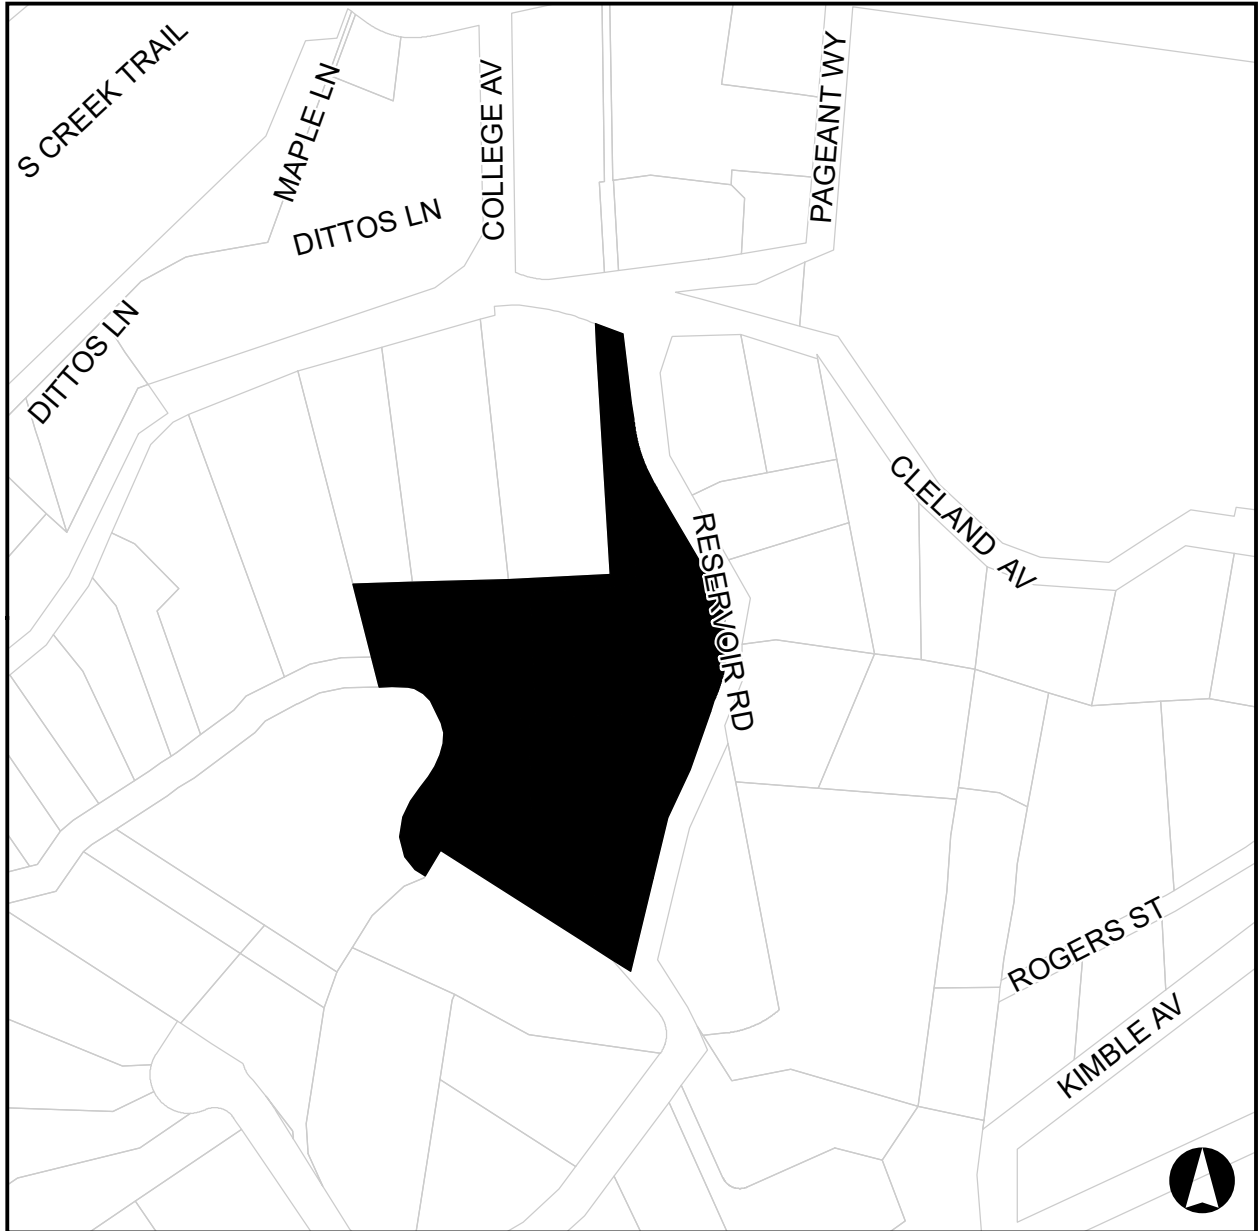 S CREEK TRAIL
MAPLE LN
COLLEGE AV
PAGEANT WY
DITTOS LN
DITTOS LN
CLELAND AV
RESERVOIR RD
ROGERS ST
KIMBLE AV